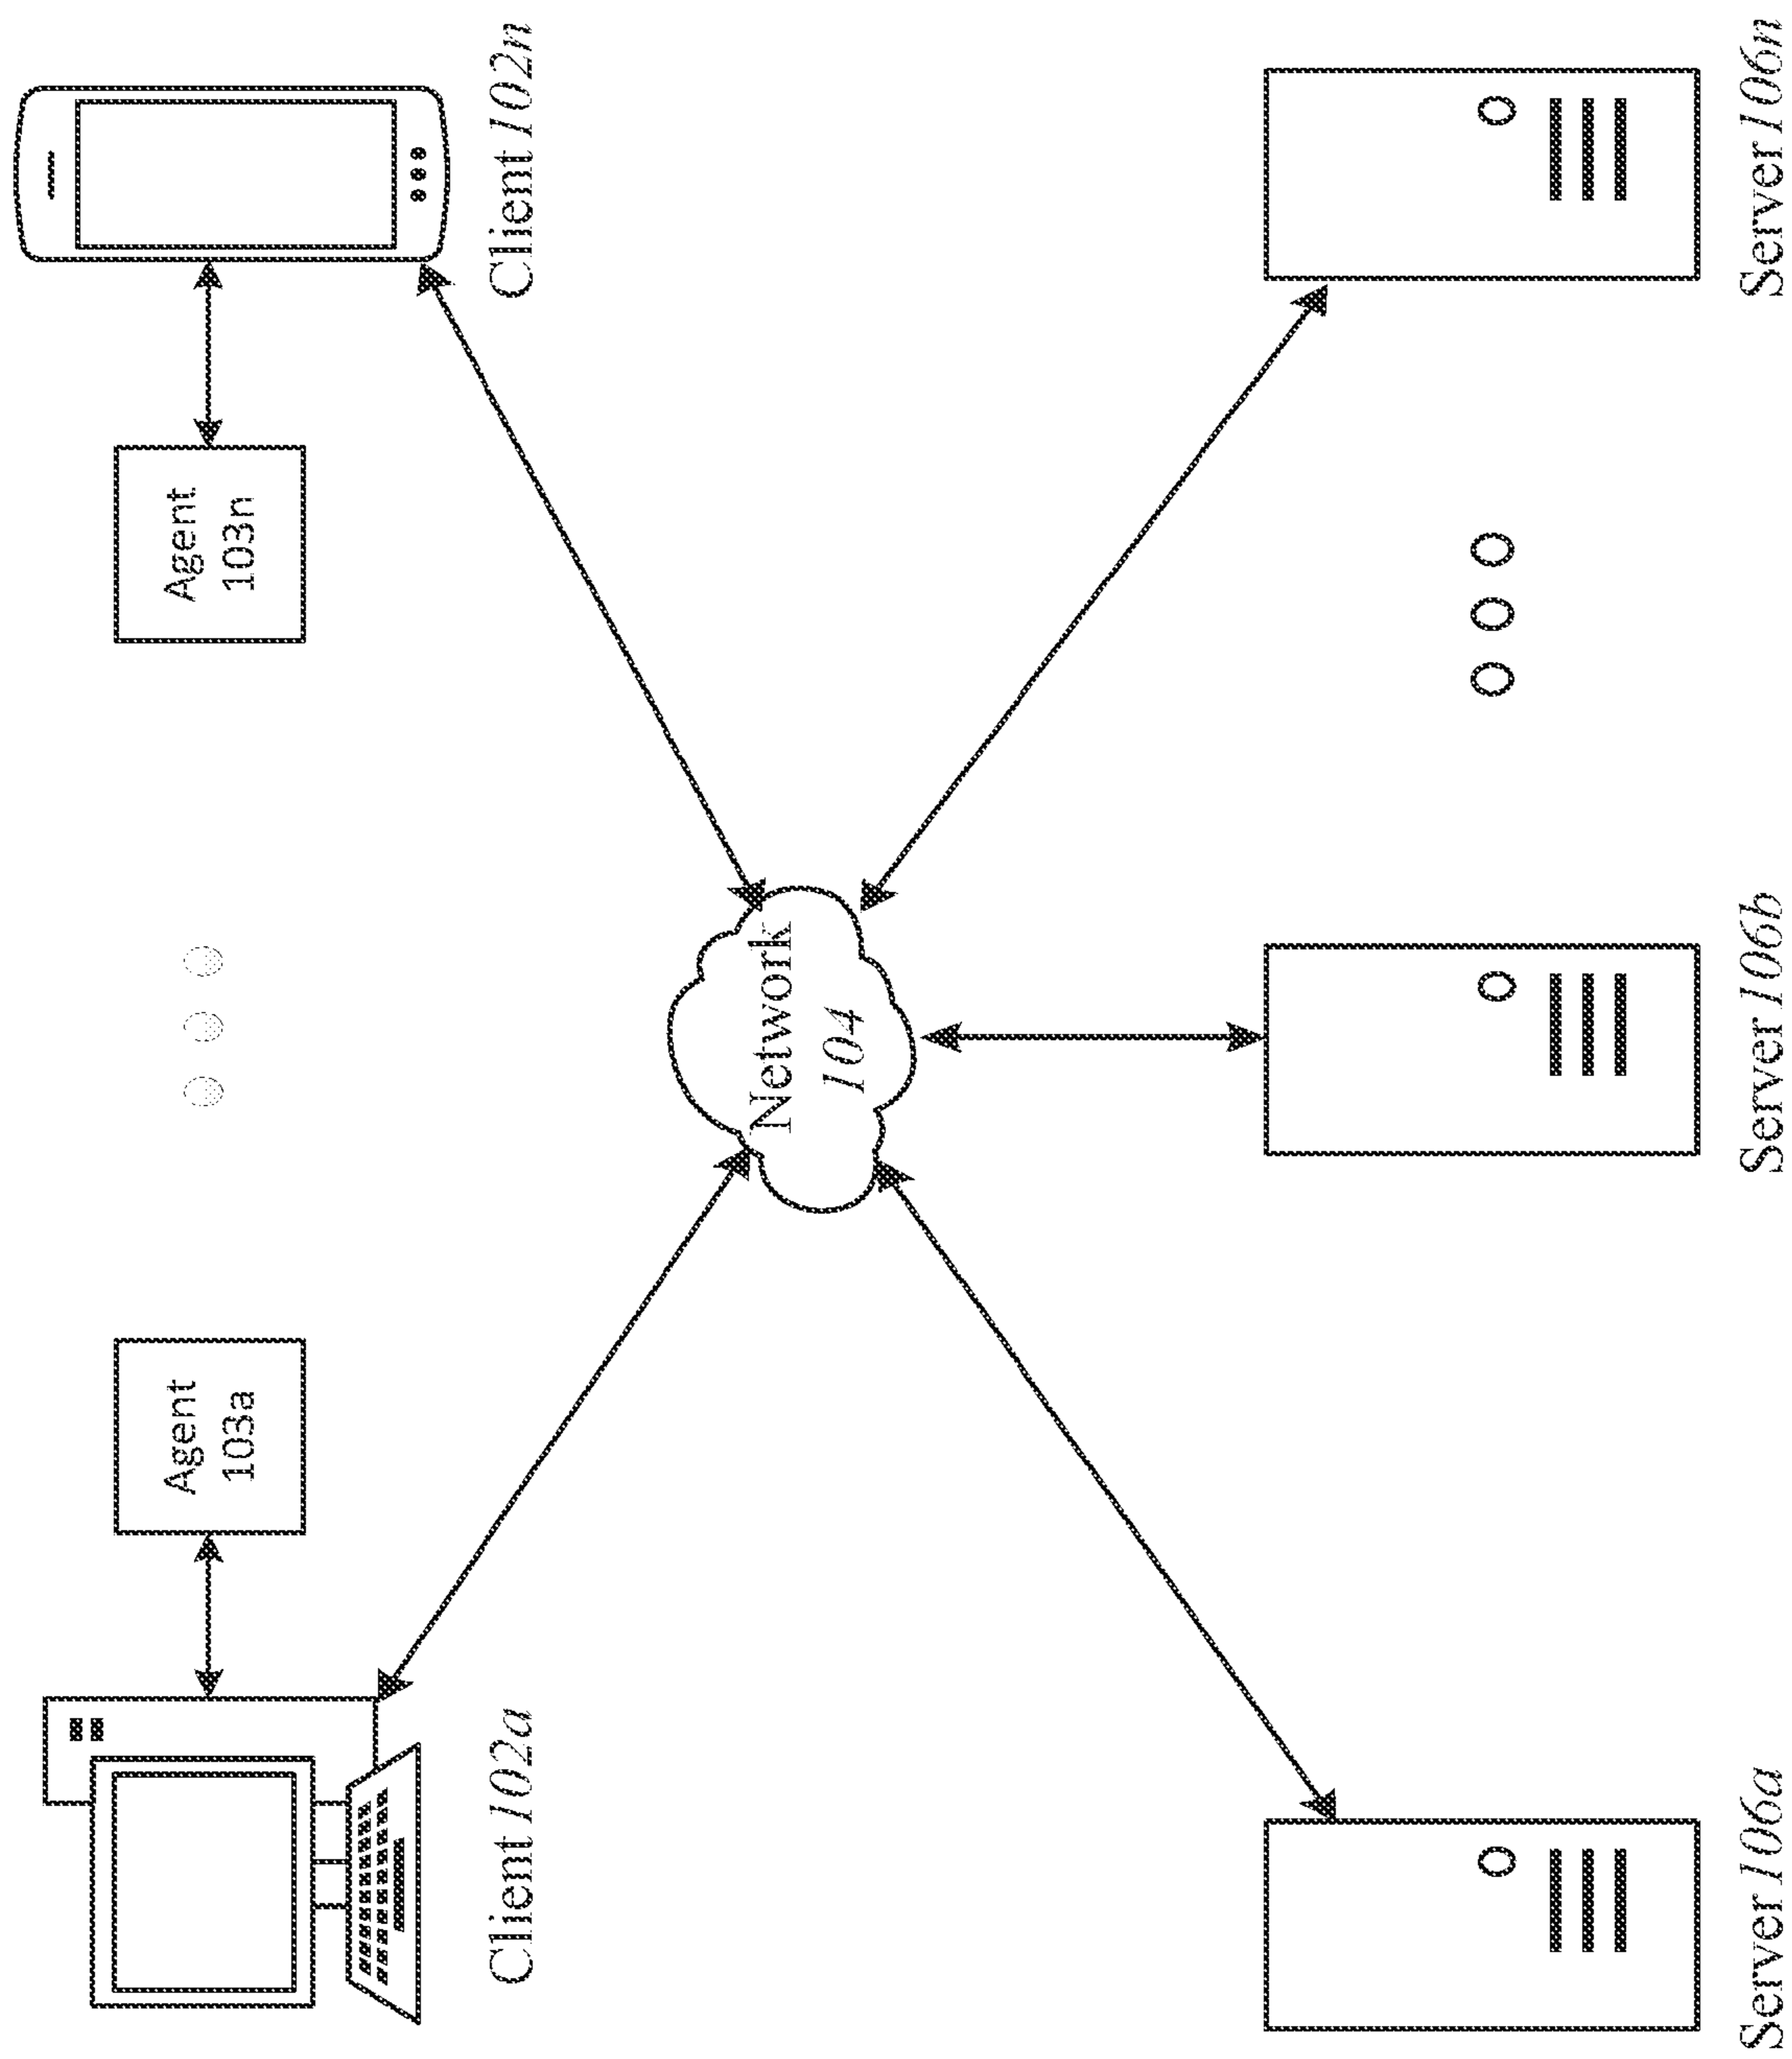 Client 102a
Agent
103a
Agent
103n
Client 102n
Network
104
Server 106a
Server 106b
Server 106n